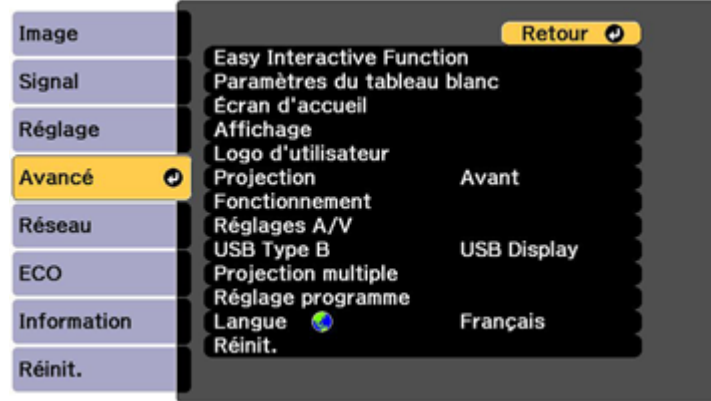 Image
Signal
Réglage
Avancé
Réseau
ECO
Information
Réinit.
Retour
Easy Interactive Function
Paramètres du tableau blanc
Écran d'accueil
Affichage
Logo d'utilisateur
Projection Avant
Fonctionnement
Réglages A/V
USB Type B USB Display
Projection multiple
Réglage programme
Langue Français
Réinit.